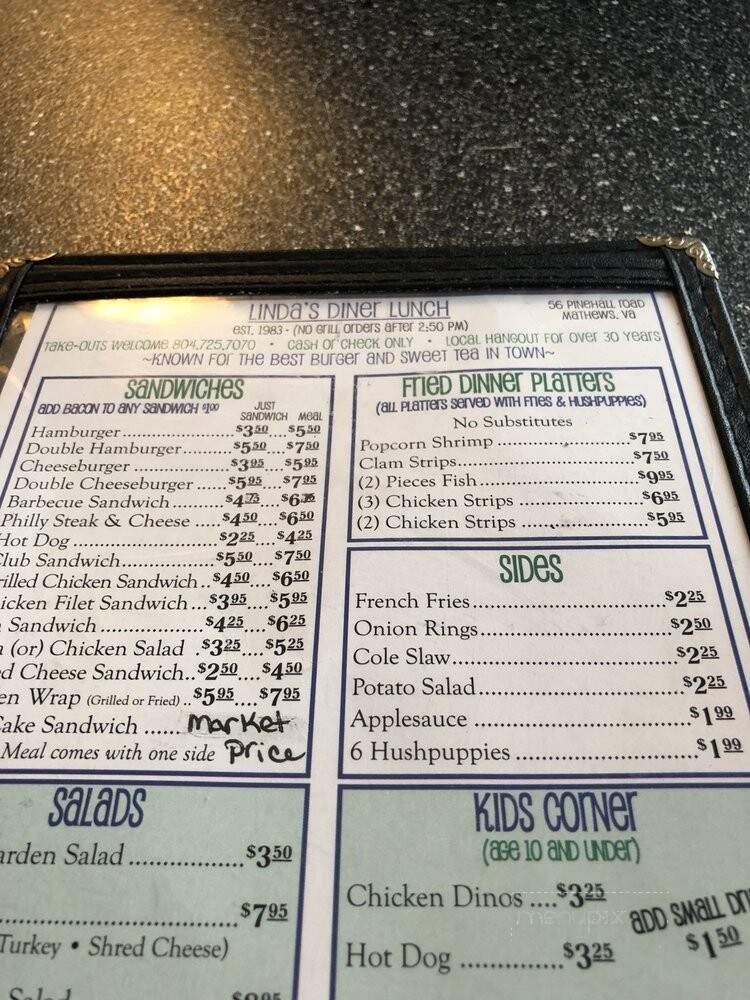 LINDA'S DINER LUNCH
56 PINEHALL ROAD
MATHEWS, VA
EST. 1983 - (NO GRILL ORDERS AFTER 2:50 PM)
TAKE-OUTS WELCOME 804.725.7070 • CASH OR CHECK ONLY • LOCAL HANGOUT FOR OVER 30 YEARS
~KNOWN FOR THE BEST BURGER AND SWEET TEA IN TOWN~
SANDWICHES
ADD BACON TO ANY SANDWICH $1.00
JUST
SANDWICH MEAL
Hamburger $3.50 $5.50
Double Hamburger $5.50 $7.50
Cheeseburger $3.95 $5.95
Double Cheeseburger $5.95 $7.95
Barbecue Sandwich
Philly Steak & Cheese $4.50 $6.50
Hot Dog $2.25 $4.25
lub Sandwich $5.50 $7.50
illed Chicken Sandwich $4.50 $6.50
icken Filet Sandwich $3.95 $5.95
Sandwich $4.25 $6.25
(or) Chicken Salad $3.25 $5.25
ed Cheese Sandwich $2.50 $4.50
en Wrap (Grilled or Fried) $5.95 $7.95
ake Sandwich Market
Meal comes with one side Price
FRIED DINNER PLATTERS
(ALL PLATTERS SERVED WITH FRIES & HUSHPUPPIES)
No Substitutes
Popcorn Shrimp $7.95
Clam Strips $7.50
(2) Pieces Fish $9.95
(3) Chicken Strips $6.95
(2) Chicken Strips $5.95
SIDES
French Fries $2.25
Onion Rings $2.50
Cole Slaw $2.25
Potato Salad $2.25
Applesauce $1.99
6 Hushpuppies $1.99
SALADS
arden Salad $3.50
$7.95
Turkey • Shred Cheese)
Salad
KIDS CORNER
(AGE 10 AND UNDER)
Chicken Dinos $3.25
Hot Dog $3.25
ADD SMALL DRI
$1.50
menupix